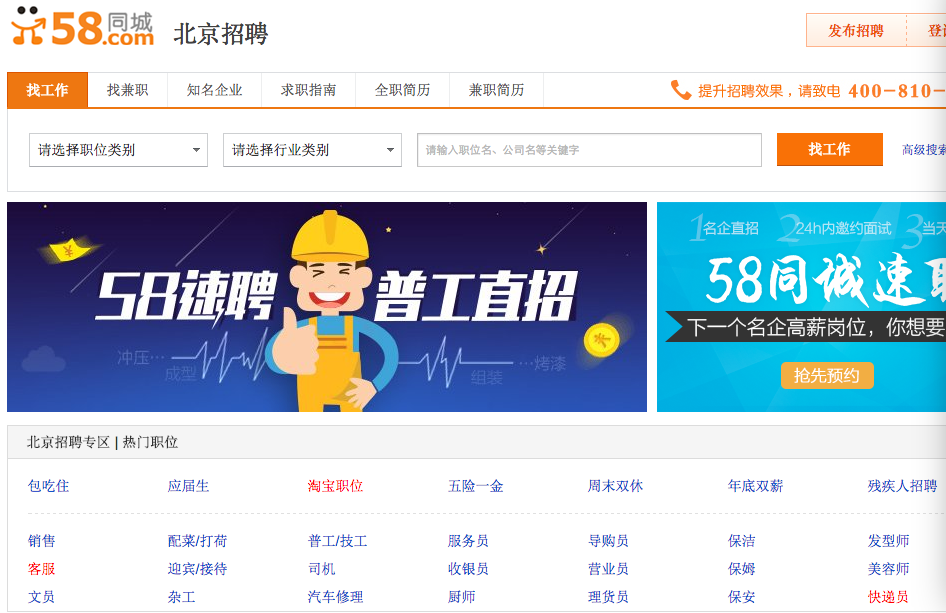 58同城
.com
北京招聘
发布招聘
找工作 找兼职 知名企业 求职指南 全职简历 兼职简历
提升招聘效果，请致电 400-810-
请选择职位类别 请选择行业类别 请输入职位名、公司名等关键字 找工作 高级搜索
58速聘 普工直招
冲压··· ···烤漆
成型 组装
1名企直招 2 24h内邀约面试 3当天
58同城速
下一个名企高薪岗位，你想要
抢先预约
北京招聘专区 | 热门职位
包吃住 应届生 淘宝职位 五险一金 周末双休 年底双薪 残疾人招聘
销售 配菜/打荷 普工/技工 服务员 导购员 保洁 发型师
客服 迎宾/接待 司机 收银员 营业员 保姆 美容师
文员 杂工 汽车修理 厨师 理货员 保安 快递员